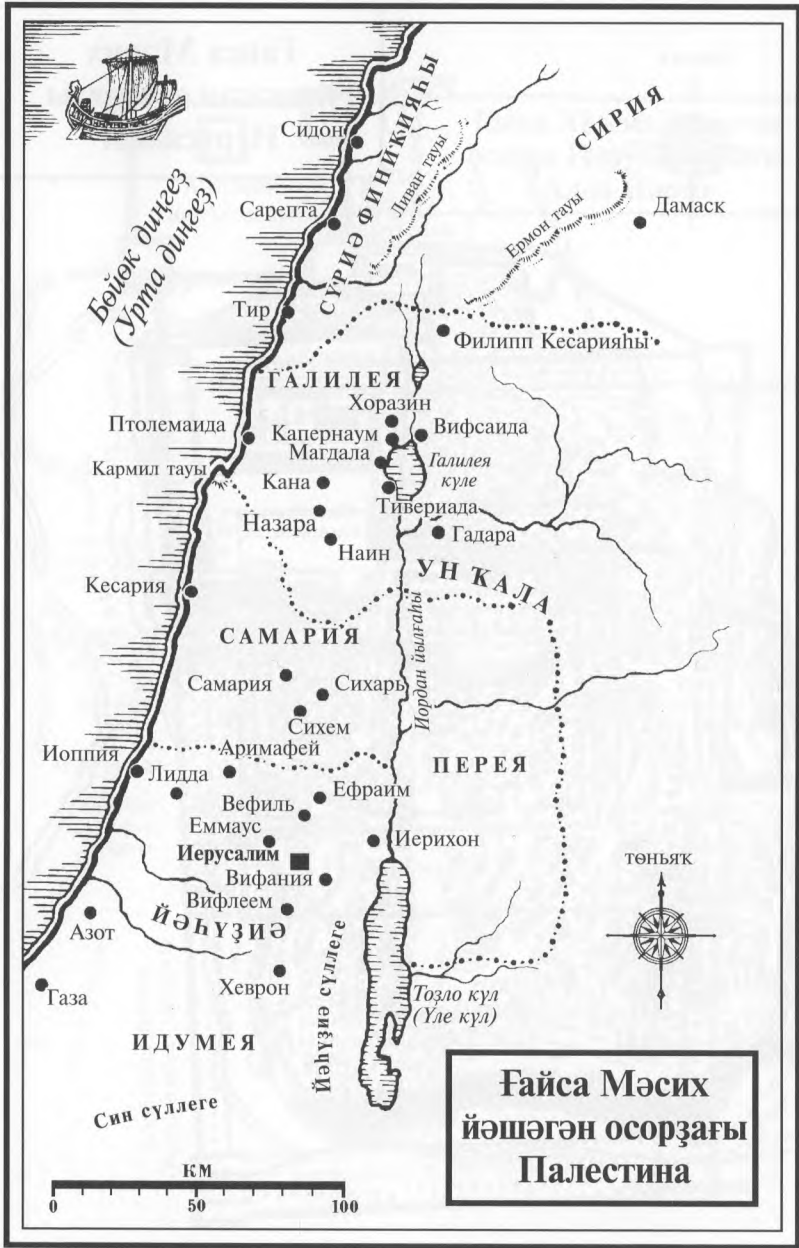 Сидон
СҮРИӘ ФИНИКИЯҺЫ
Ливан тауы
СИРИЯ
Сарепта
Ермон тауы
Дамаск
Бөйөк диңгеҙ
(Урта диңгеҙ)
Тир
Филипп Кесарияһы
ГАЛИЛЕЯ
Хоразин
Птолемаида
Капернаум
Вифсаида
Магдала
Кармил тауы
Галилея
күле
Кана
Тивериада
Назара
Гадара
Наин
УН ҠАЛА
Кесария
САМАРИЯ
Иордан йылғаһы
Самария
Сихарь
Сихем
Иоппия
Аримафей
ПЕРЕЯ
Лидда
Ефраим
Вефиль
Еммаус
Иерихон
Иерусалим
төньяҡ
Вифания
Вифлеем
ЙӘҺҮҘИӘ
Азот
Йәһүҙиә сүллеге
Хеврон
Тоҙло күл
(Үле күл)
Газа
ИДУМЕЯ
Син сүллеге
Ғайса Мәсих
йәшәгән осорҙағы
Палестина
км
0 50 100